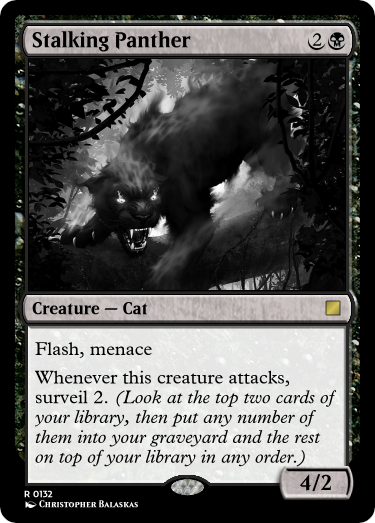 Stalking Panther 2
Creature — Cat
Flash, menace
Whenever this creature attacks,
surveil 2. (Look at the top two cards of
your library, then put any number of
them into your graveyard and the rest
on top of your library in any order.)
4/2
R 0132
Christopher Balaskas